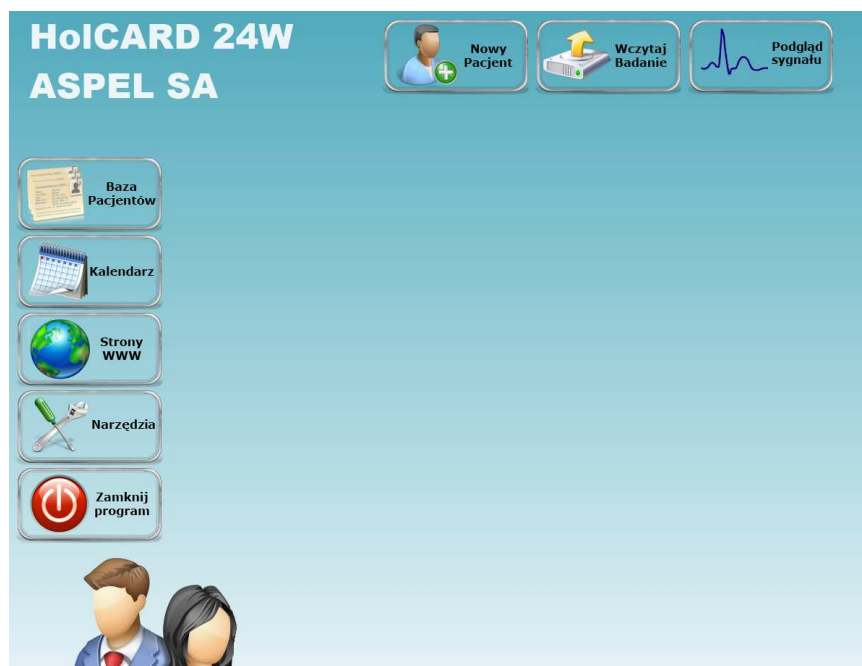 HolCARD 24W
ASPEL SA
Nowy
Pacjent
Wczytaj
Badanie
Podgląd
sygnału
Baza
Pacjentów
Kalendarz
Strony
WWW
Narzędzia
Zamknij
program